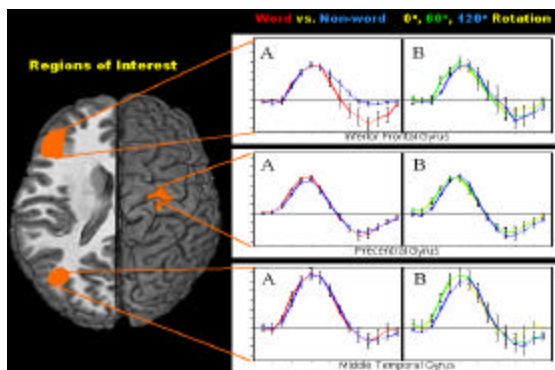 Word vs. Non-word
0°, 60°, 120° Rotation
Regions of Interest
A
B
Inferior Frontal Gyrus
A
B
Precentral Gyrus
A
B
Middle Temporal Gyrus